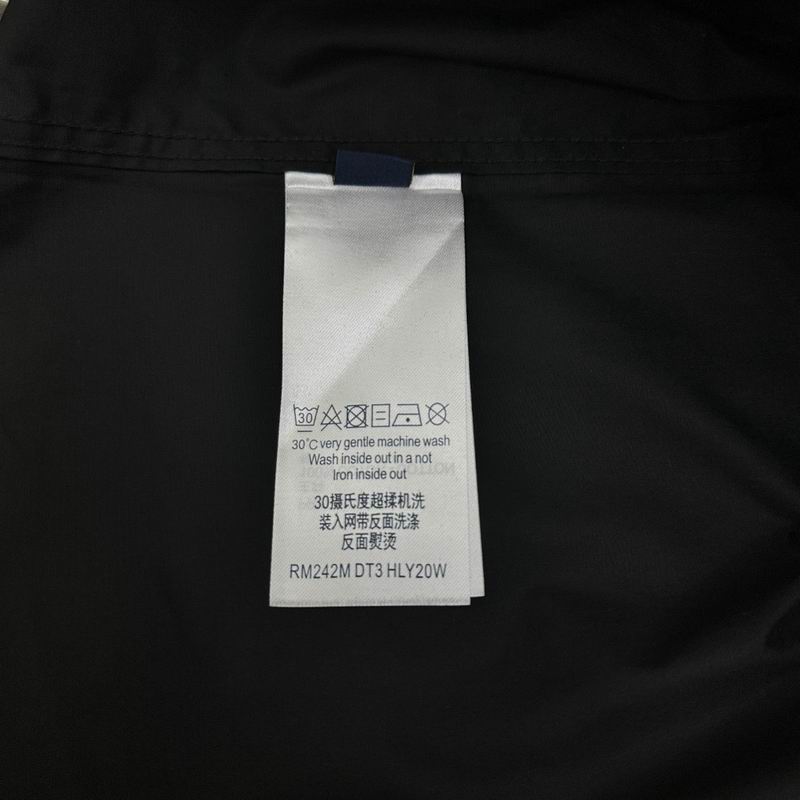 30
30°C very gentle machine wash
Wash inside out in a not
Iron inside out
30摄氏度超揉机洗
装入网带反面洗涤
反面熨烫
RM242M DT3 HLY20W